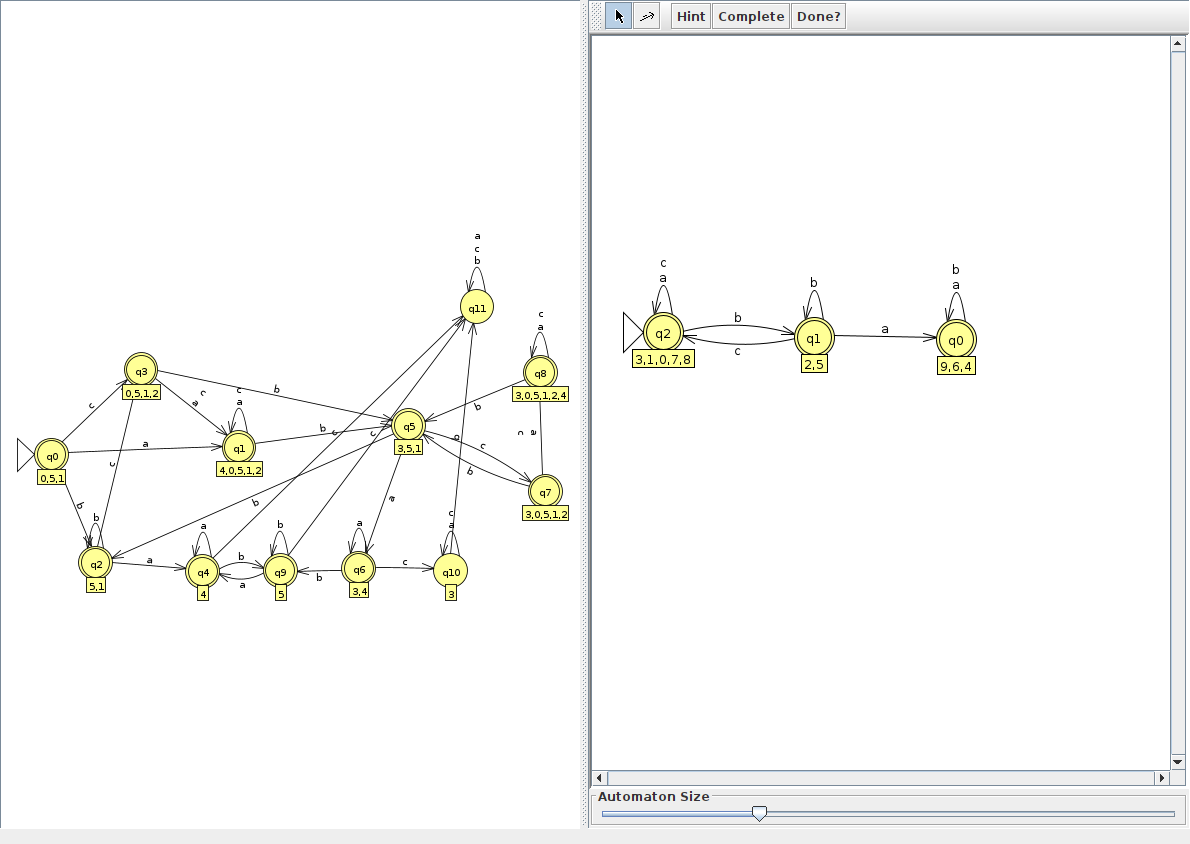 Hint Complete Done?
a
c
b
q11
c
a
q8
3,0,5,1,2,4
q3
0,5,1,2
b
c
a
c
a
c
b
q5
3,5,1
b
c
c
b
b
c
a
c
b
q7
3,0,5,1,2
q0
0,5,1
a
q1
4,0,5,1,2
c
b
b
b
a
q2
5,1
a
a
q4
4
b
a
b
q9
5
b
a
q6
3,4
c
c
a
q10
3
c
a
q2
3,1,0,7,8
b
c
b
q1
2,5
a
b
a
q0
9,6,4
Automaton Size